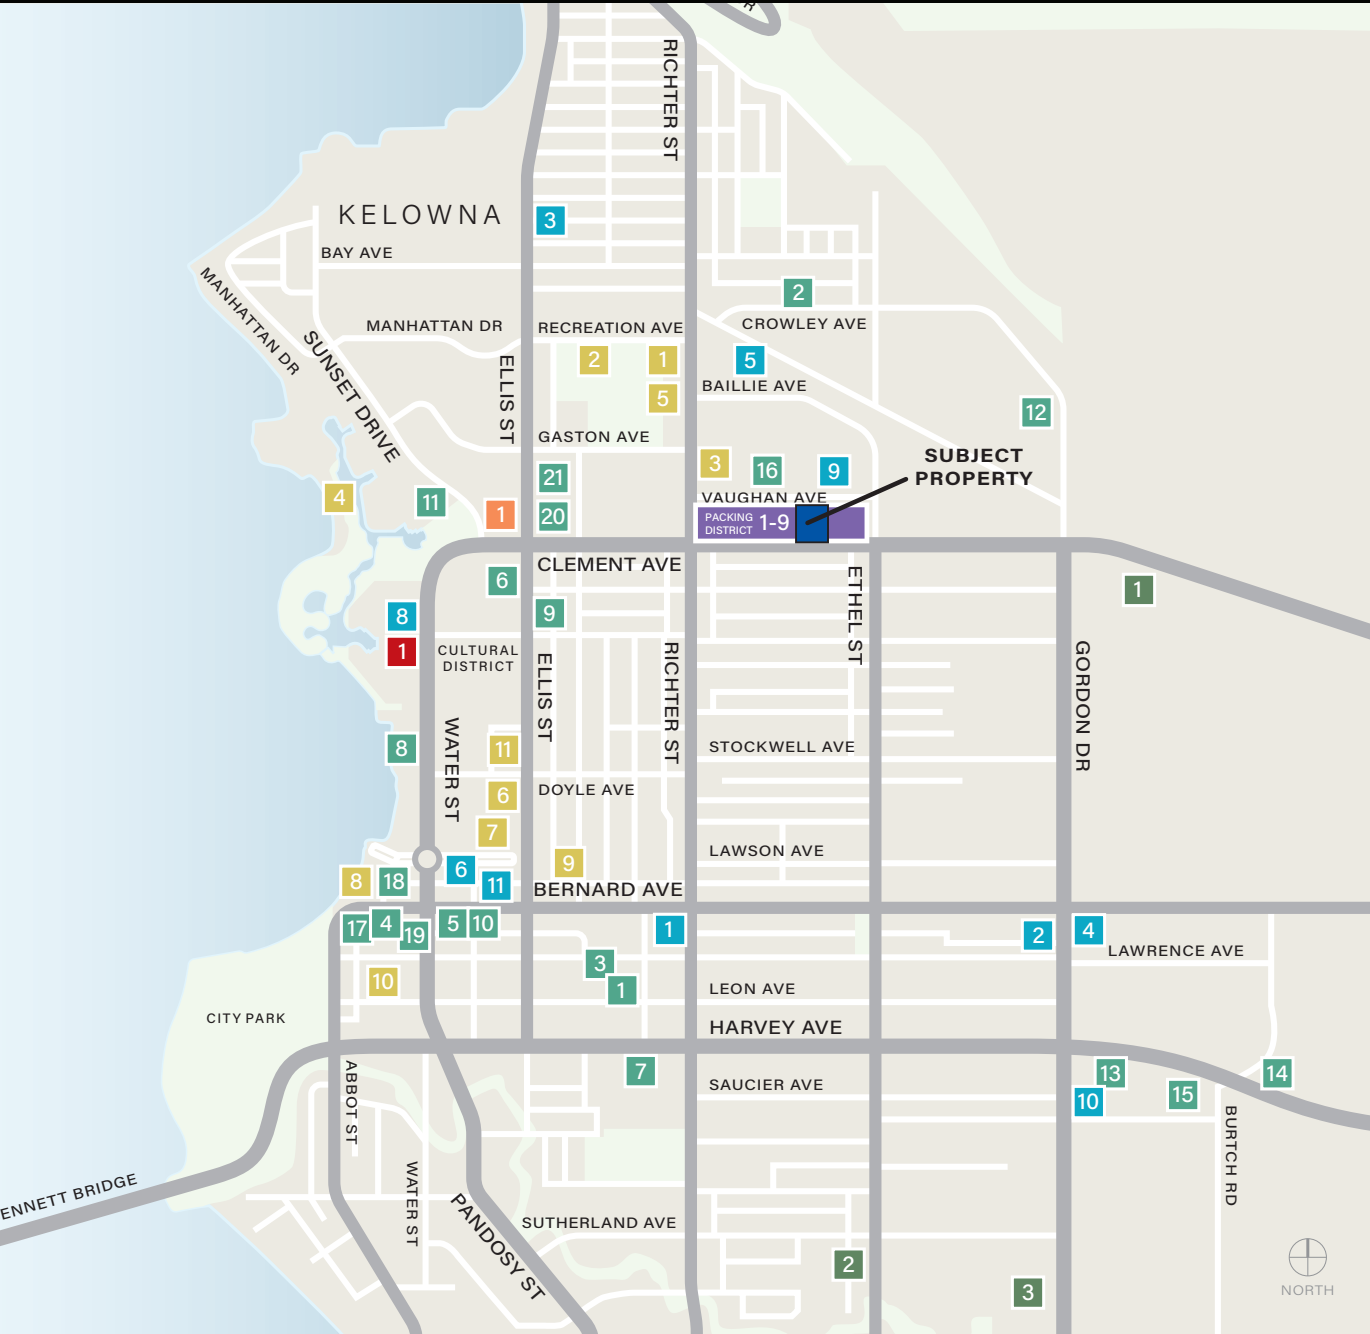 R
RICHTER ST
KELOWNA
3
BAY AVE
MANHATTAN DR
2
MANHATTAN DR
RECREATION AVE
CROWLEY AVE
SUNSET DRIVE
ELLIS ST
2
1
5
BAILLIE AVE
5
12
GASTON AVE
SUBJECT
PROPERTY
21
3
16
9
4
11
1
20
VAUGHAN AVE
PACKING
DISTRICT
1-9
CLEMENT AVE
6
9
ETHEL ST
1
8
1
CULTURAL
DISTRICT
ELLIS ST
RICHTER ST
GORDON DR
8
WATER ST
11
STOCKWELL AVE
6
DOYLE AVE
7
LAWSON AVE
9
8
18
6
11
BERNARD AVE
17
4
19
5
10
1
2
4
LAWRENCE AVE
3
10
1
LEON AVE
CITY PARK
HARVEY AVE
ABBOT ST
7
SAUCIER AVE
13
10
15
14
BURTCH RD
ENNETT BRIDGE
WATER ST
PANDOSY ST
SUTHERLAND AVE
2
3
NORTH